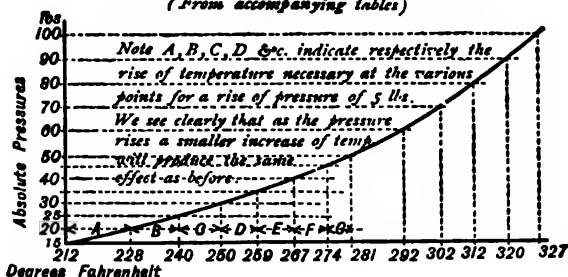 (From accompanying tables)
lbs
100
90
80
70
60
50
40
30
25
20
15
Absolute Pressures
Note A, B, C, D &c. indicate respectively the
rise of temperature necessary at the various
points for a rise of pressure of 5 lbs.
We see clearly that as the pressure
rises a smaller increase of temp.
will produce the same
effect as before
A B C D E F G
212 228 240 250 259 267 274 281 292 302 312 320 327
Degrees Fahrenheit